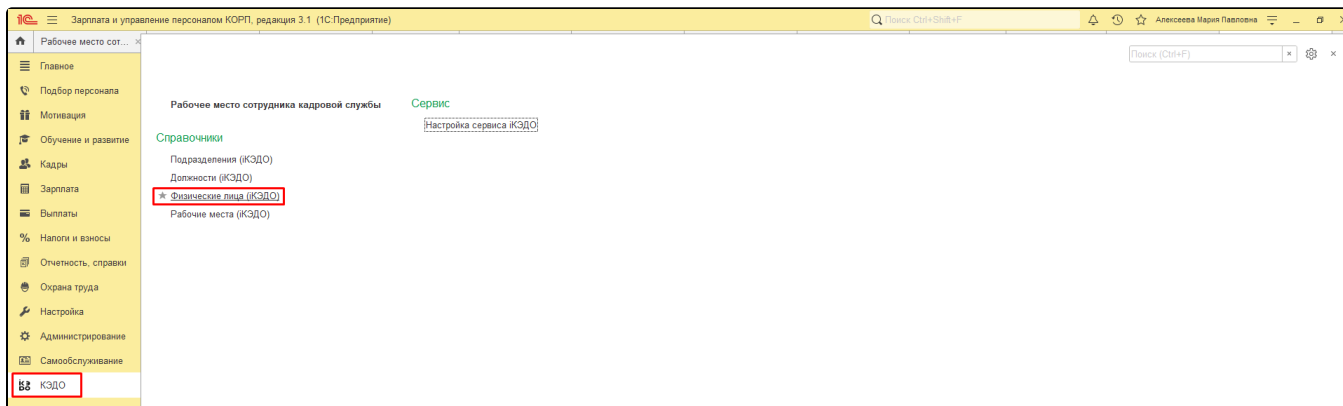 1С Зарплата и управление персоналом КОРП, редакция 3.1 (1С:Предприятие) Поиск Ctrl+Shift+F Алексеева Мария Павловна
Рабочее место сот...
Поиск (Ctrl+F)
Главное
Подбор персонала
Мотивация
Обучение и развитие
Кадры
Зарплата
Выплаты
Налоги и взносы
Отчетность, справки
Охрана труда
Настройка
Администрирование
Самообслуживание
КЭДО КЭДО
Рабочее место сотрудника кадровой службы
Справочники
Подразделения (iКЭДО)
Должности (iКЭДО)
Физические лица (iКЭДО)
Рабочие места (iКЭДО)
Сервис
Настройка сервиса iКЭДО